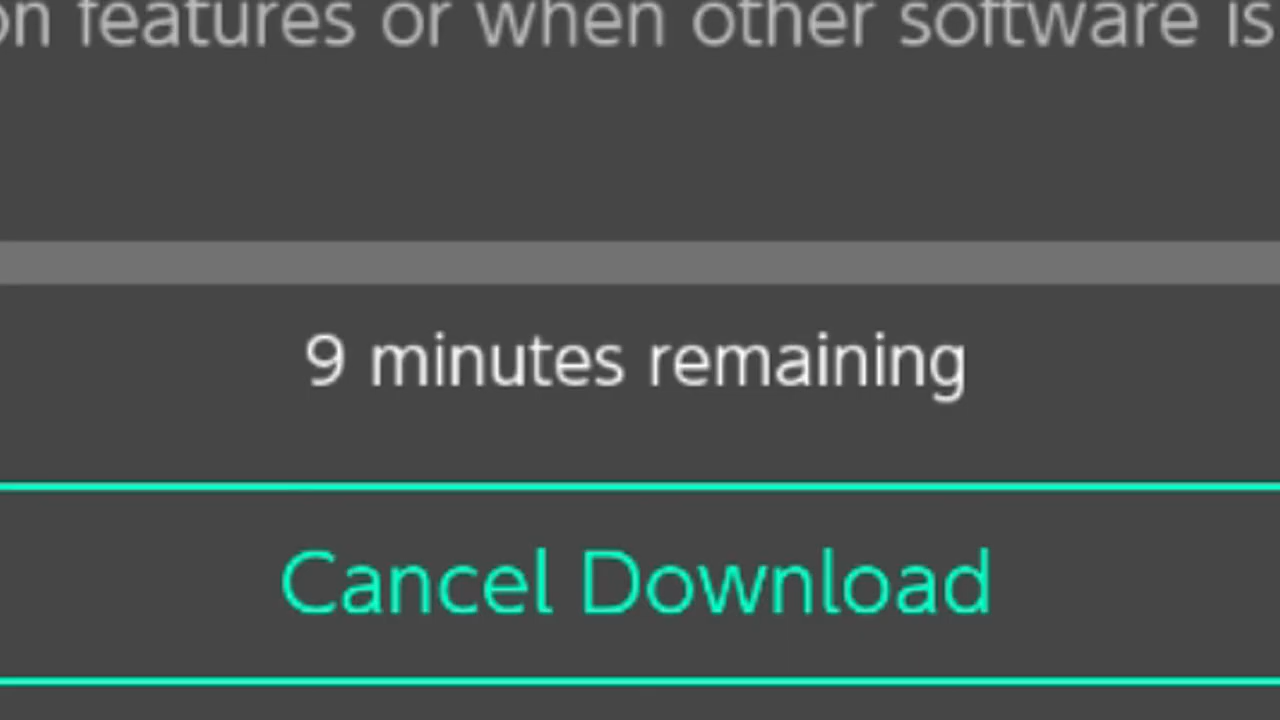 on features or when other software is
9 minutes remaining
Cancel Download